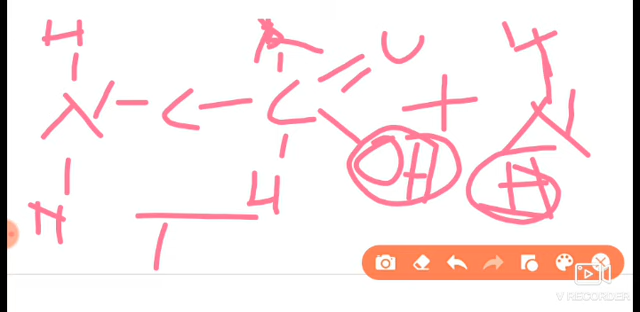 H R H
N - C - C = O + N
OH H
H H
V RECORDER